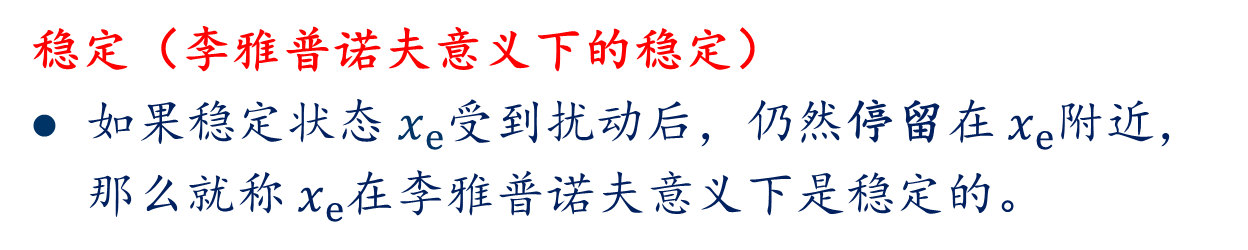 稳定（李雅普诺夫意义下的稳定）
● 如果稳定状态 xₑ受到扰动后，仍然停留在 xₑ附近，
那么就称 xₑ在李雅普诺夫意义下是稳定的。